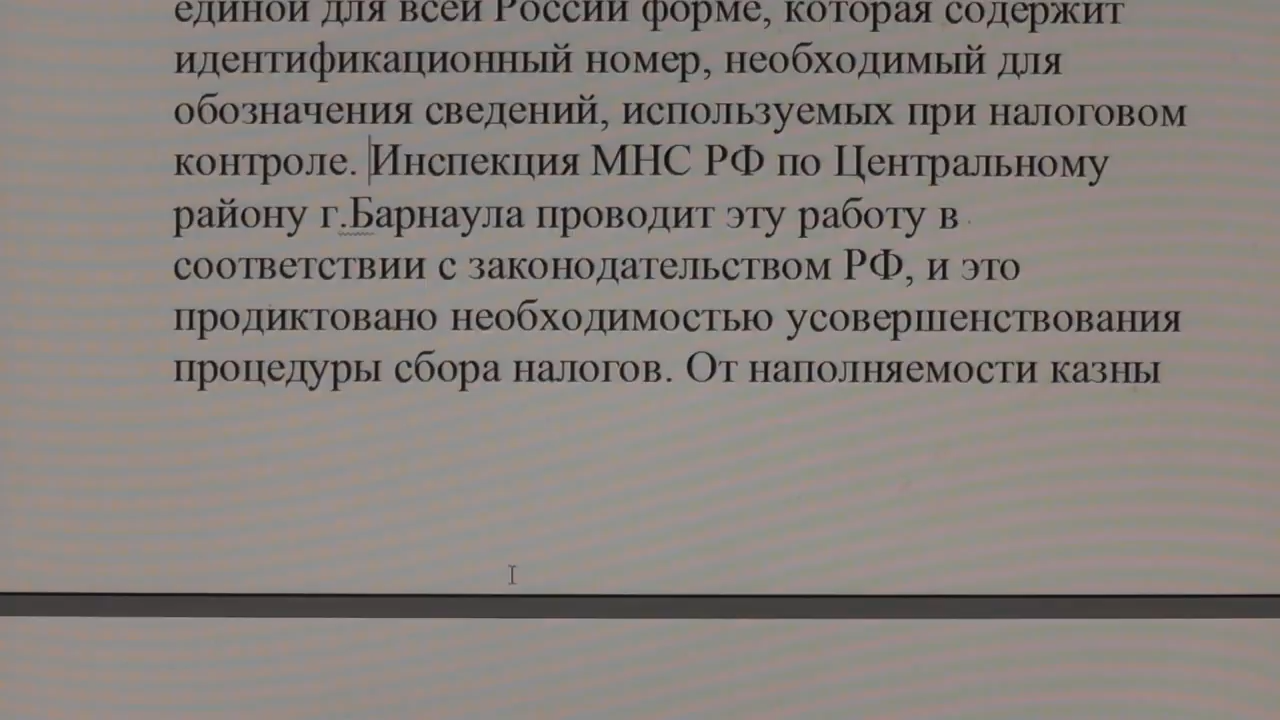 единой для всей России форме, которая содержит
идентификационный номер, необходимый для
обозначения сведений, используемых при налоговом
контроле. Инспекция МНС РФ по Центральному
району г.Барнаула проводит эту работу в
соответствии с законодательством РФ, и это
продиктовано необходимостью усовершенствования
процедуры сбора налогов. От наполняемости казны